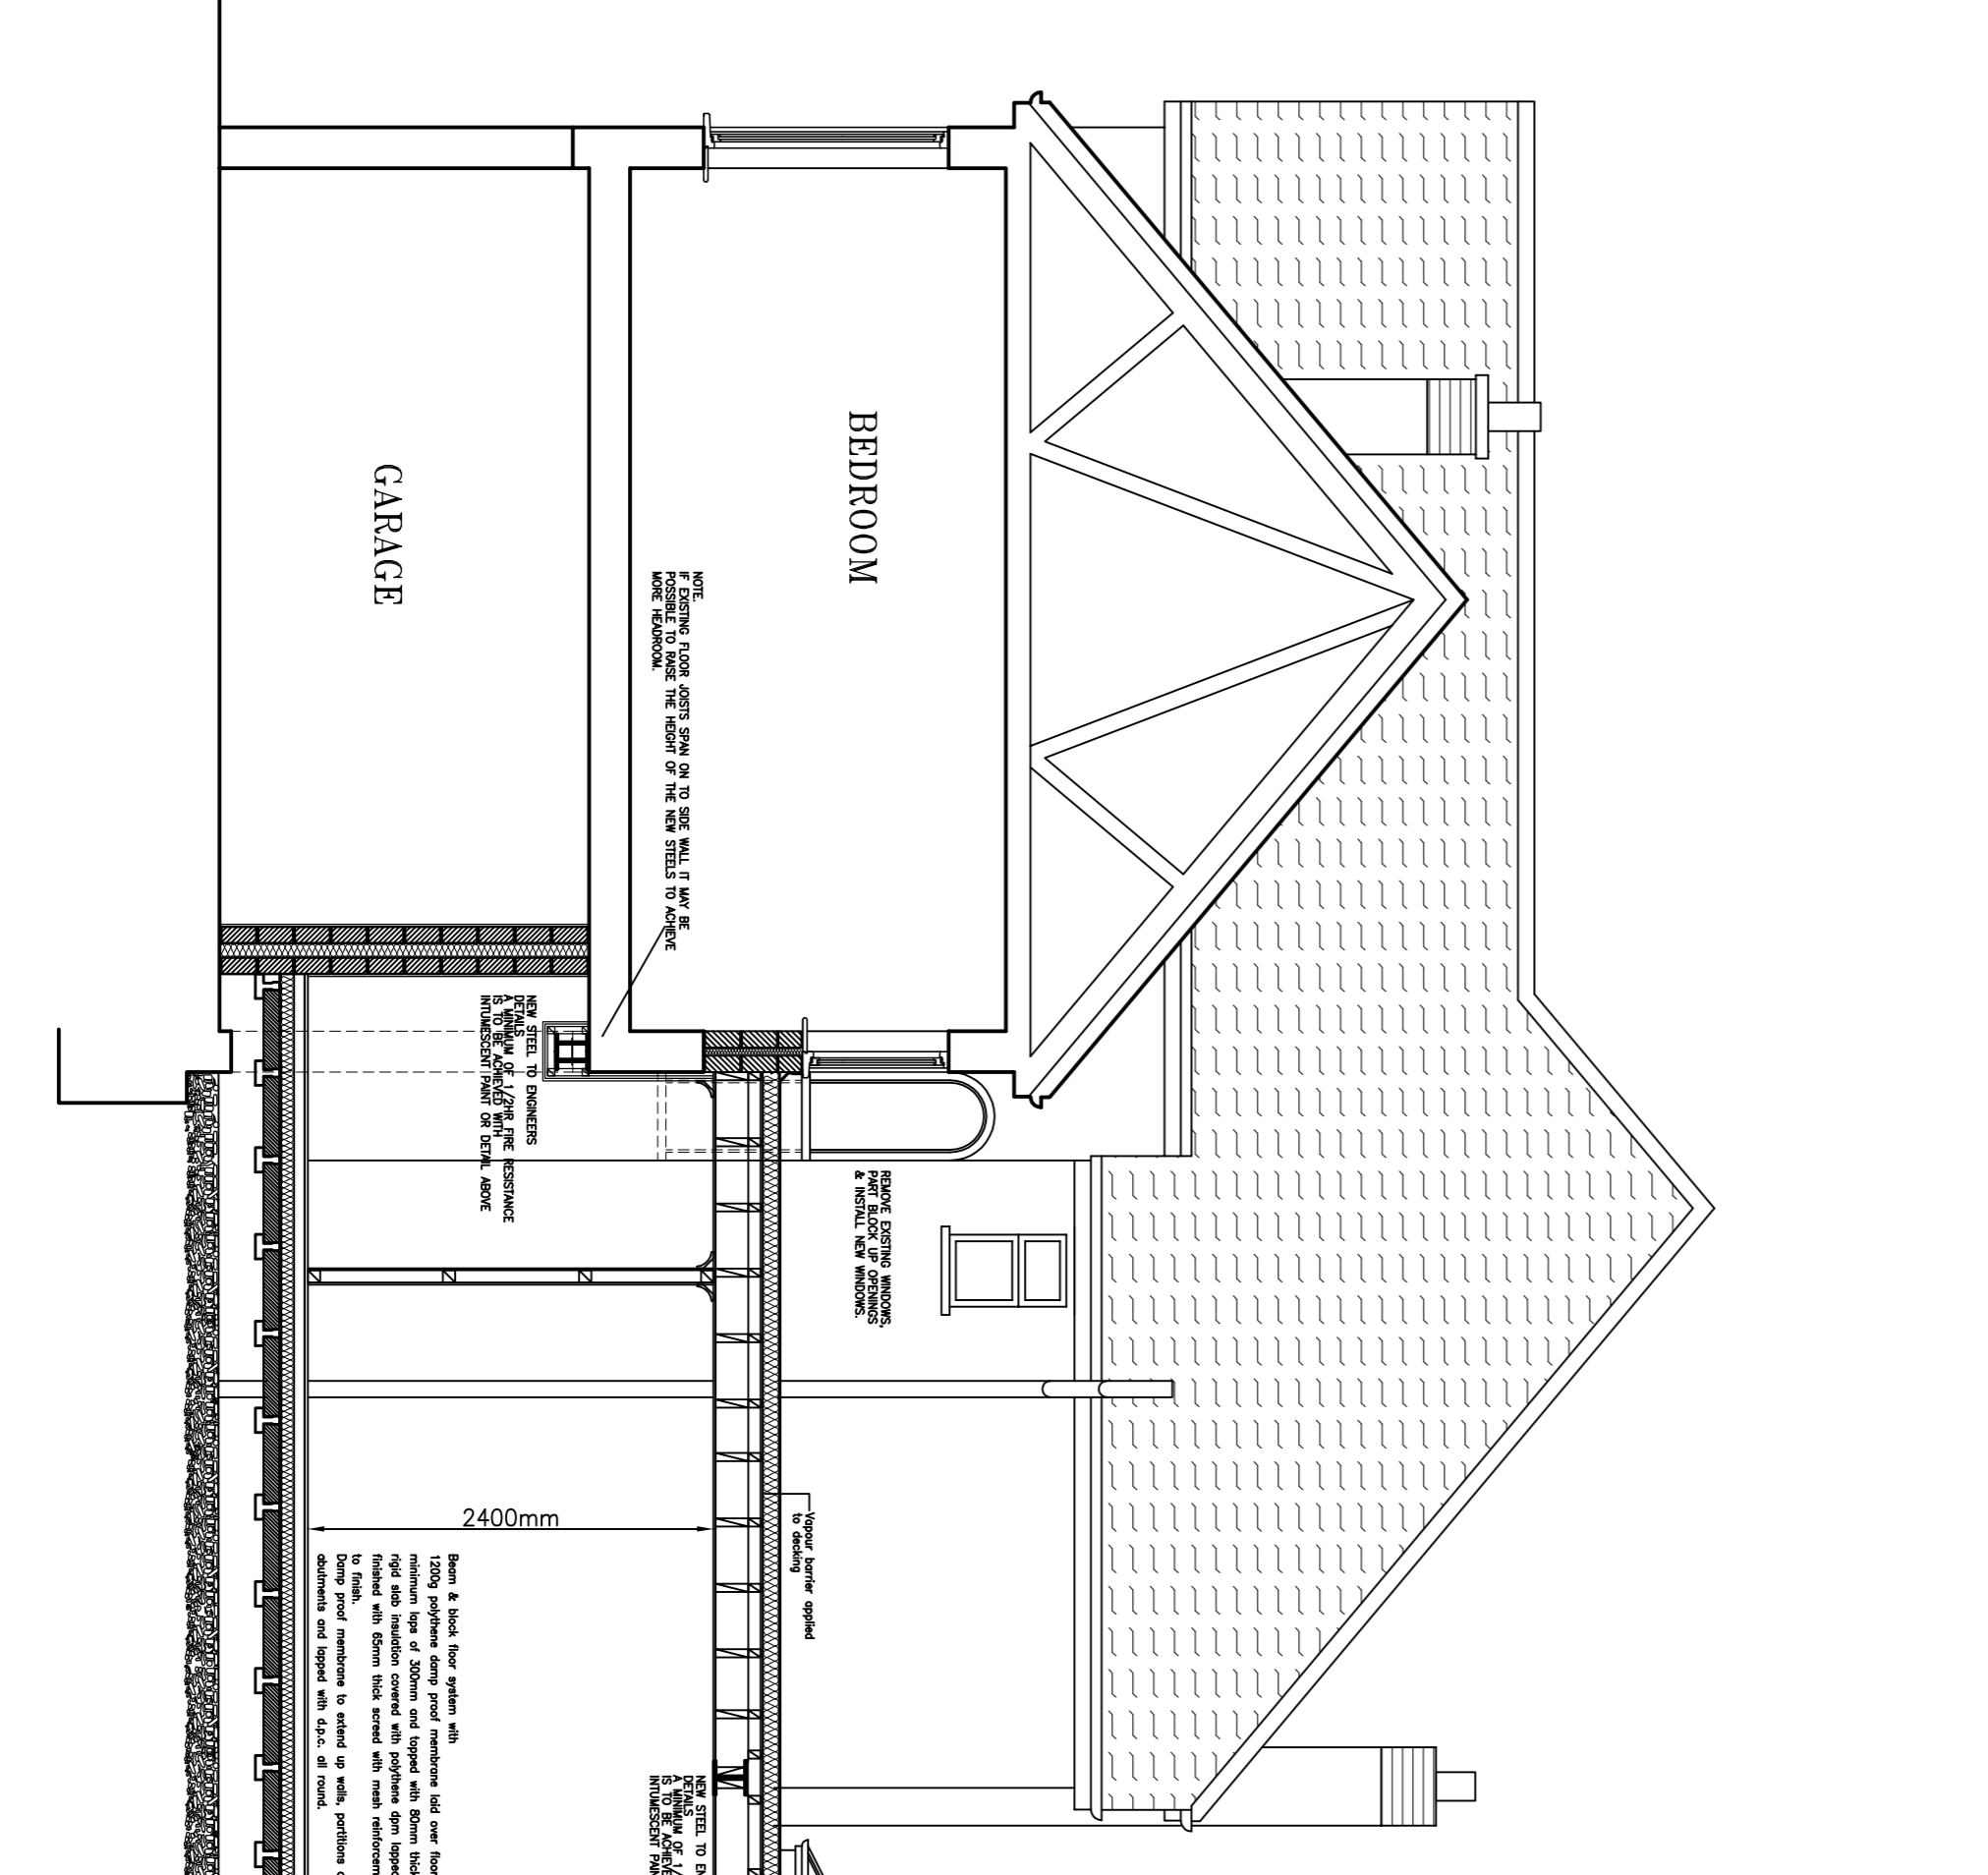 BEDROOM
GARAGE
NOTE.
IF EXISTING FLOOR JOISTS SPAN ON TO SIDE WALL IT MAY BE
POSSIBLE TO RAISE THE HEIGHT OF THE NEW STEELS TO ACHIEVE
MORE HEADROOM.
NEW STEEL TO ENGINEERS
DETAILS
A MINIMUM OF 1/2HR FIRE RESISTANCE
IS TO BE ACHIEVED WITH
INTUMESCENT PAINT OR DETAIL ABOVE
REMOVE EXISTING WINDOWS,
PART BLOCK UP OPENINGS
& INSTALL NEW WINDOWS.
2400mm
Vapour barrier applied
to decking
Beam & block floor system with
1200g polythene damp proof membrane laid over floor
minimum laps of 300mm and topped with 80mm thick
rigid slab insulation covered with polythene dpm lapped
finished with 65mm thick screed with mesh reinforcem
to finish.
Damp proof membrane to extend up walls, partitions
abutments and lapped with d.p.c. all round.
NEW STEEL TO EN
DETAILS
A MINIMUM OF 1/
IS TO BE ACHIEVE
INTUMESCENT PAIN